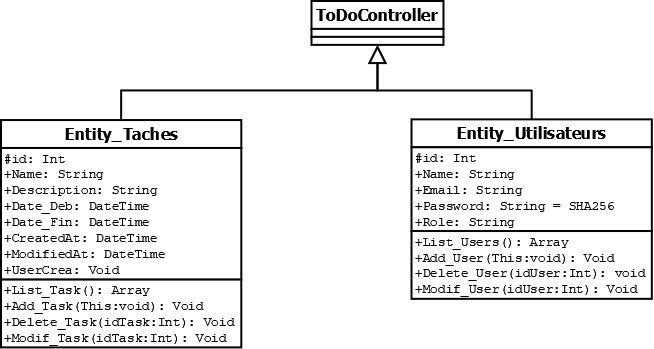 ToDoController
Entity_Taches
#id: Int
+Name: String
+Description: String
+Date_Deb: DateTime
+Date_Fin: DateTime
+CreatedAt: DateTime
+ModifiedAt: DateTime
+UserCrea: Void
+List_Task(): Array
+Add_Task(This:void): Void
+Delete_Task(idTask:Int): Void
+Modif_Task(idTask:Int): Void
Entity_Utilisateurs
#id: Int
+Name: String
+Email: String
+Password: String = SHA256
+Role: String
+List_Users(): Array
+Add_User(This:void): Void
+Delete_User(idUser:Int): void
+Modif_User(idUser:Int): Void